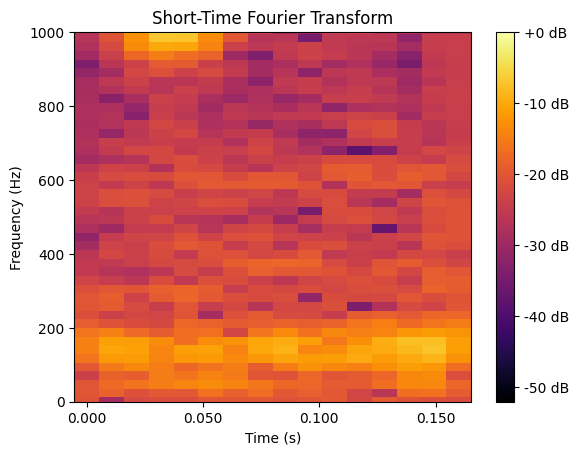 Short-Time Fourier Transform
1000
800
600
400
200
0
Frequency (Hz)
0.000
0.050
0.100
0.150
Time (s)
+0 dB
-10 dB
-20 dB
-30 dB
-40 dB
-50 dB